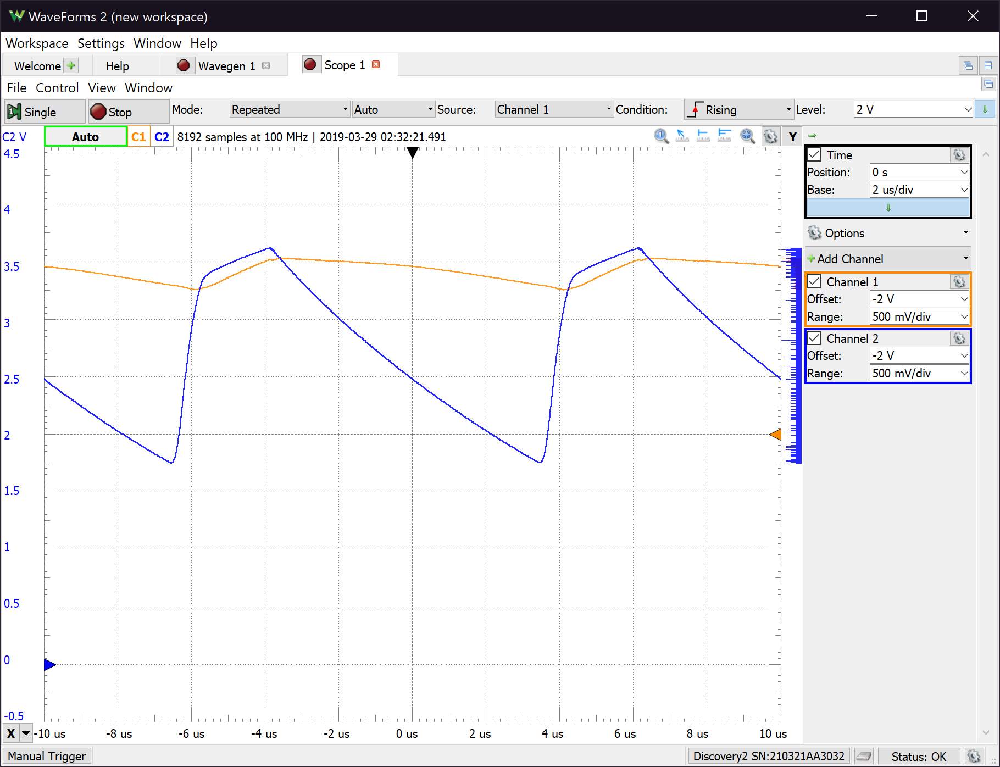 WaveForms 2 (new workspace)
Workspace Settings Window Help
Welcome Help Wavegen 1 Scope 1
File Control View Window
Single Stop Mode: Repeated Auto Source: Channel 1 Condition: Rising Level: 2 V
C2 V Auto C1 C2 8192 samples at 100 MHz | 2019-03-29 02:32:21.491 Y
4.5
4
3.5
3
2.5
2
1.5
1
0.5
0
-0.5
X -10 us -8 us -6 us -4 us -2 us 0 us 2 us 4 us 6 us 8 us 10 us
Time
Position: 0 s
Base: 2 us/div
Options
Add Channel
Channel 1
Offset: -2 V
Range: 500 mV/div
Channel 2
Offset: -2 V
Range: 500 mV/div
Manual Trigger Discovery2 SN:210321AA3032 Status: OK